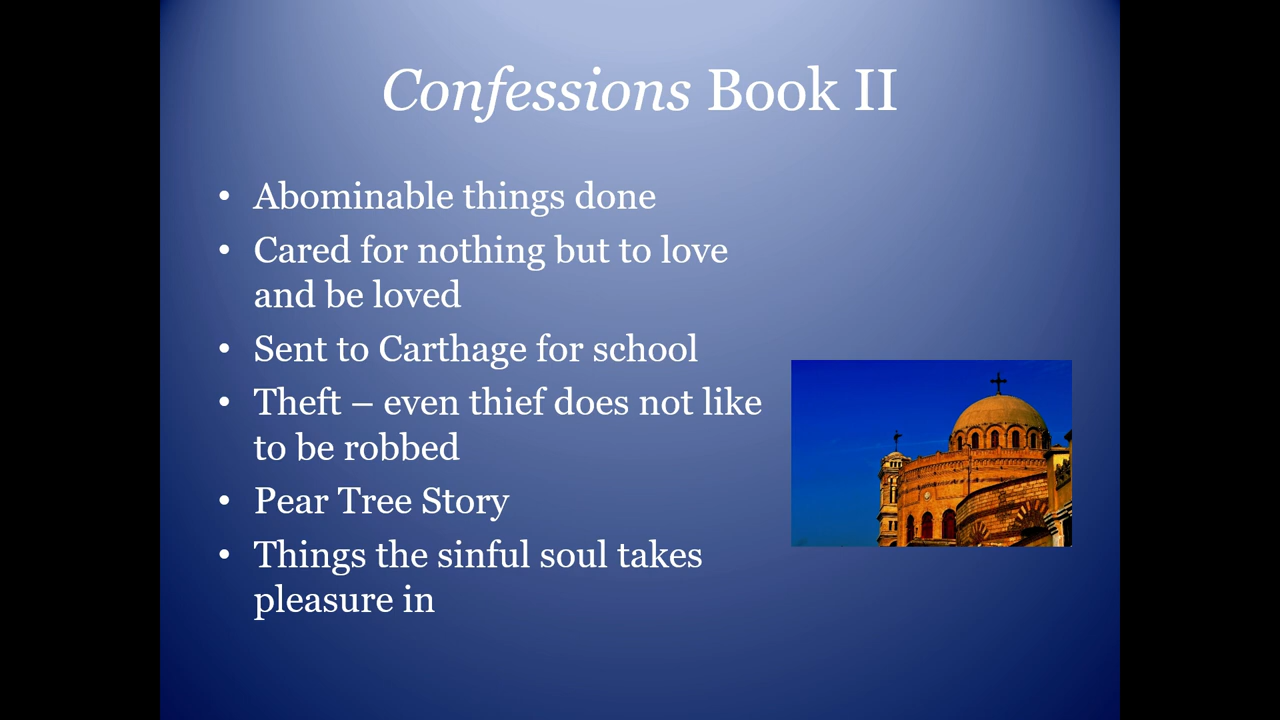 Confessions Book II
• Abominable things done
• Cared for nothing but to love
and be loved
• Sent to Carthage for school
• Theft – even thief does not like
to be robbed
• Pear Tree Story
• Things the sinful soul takes
pleasure in